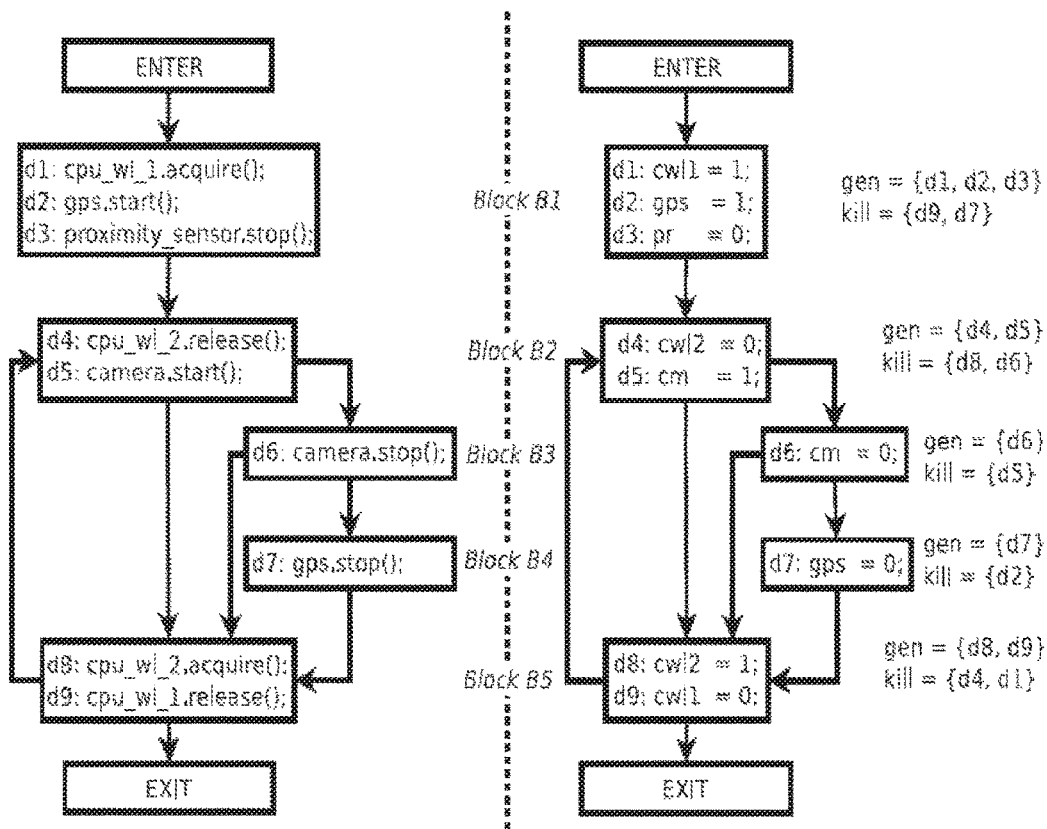 ENTER
d1: cpu_wl_1.acquire();
d2: gps.start();
d3: proximity_sensor.stop();
d4: cpu_wl_2.release();
d5: camera.start();
d6: camera.stop();
d7: gps.stop();
d8: cpu_wl_2.acquire();
d9: cpu_wl_1.release();
EXIT
Block B1
Block B2
Block B3
Block B4
Block B5
ENTER
d1: cwl1 = 1;
d2: gps = 1;
d3: pr = 0;
gen = {d1, d2, d3}
kill = {d9, d7}
d4: cwl2 = 0;
d5: cm = 1;
gen = {d4, d5}
kill = {d8, d6}
d6: cm = 0;
gen = {d6}
kill = {d5}
d7: gps = 0;
gen = {d7}
kill = {d2}
d8: cwl2 = 1;
d9: cwl1 = 0;
gen = {d8, d9}
kill = {d4, d1}
EXIT